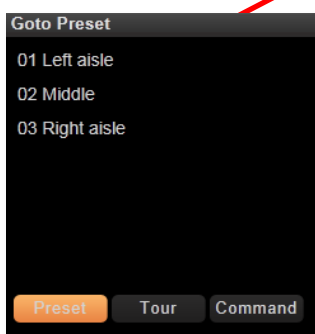 Goto Preset
01 Left aisle
02 Middle
03 Right aisle
Preset Tour Command